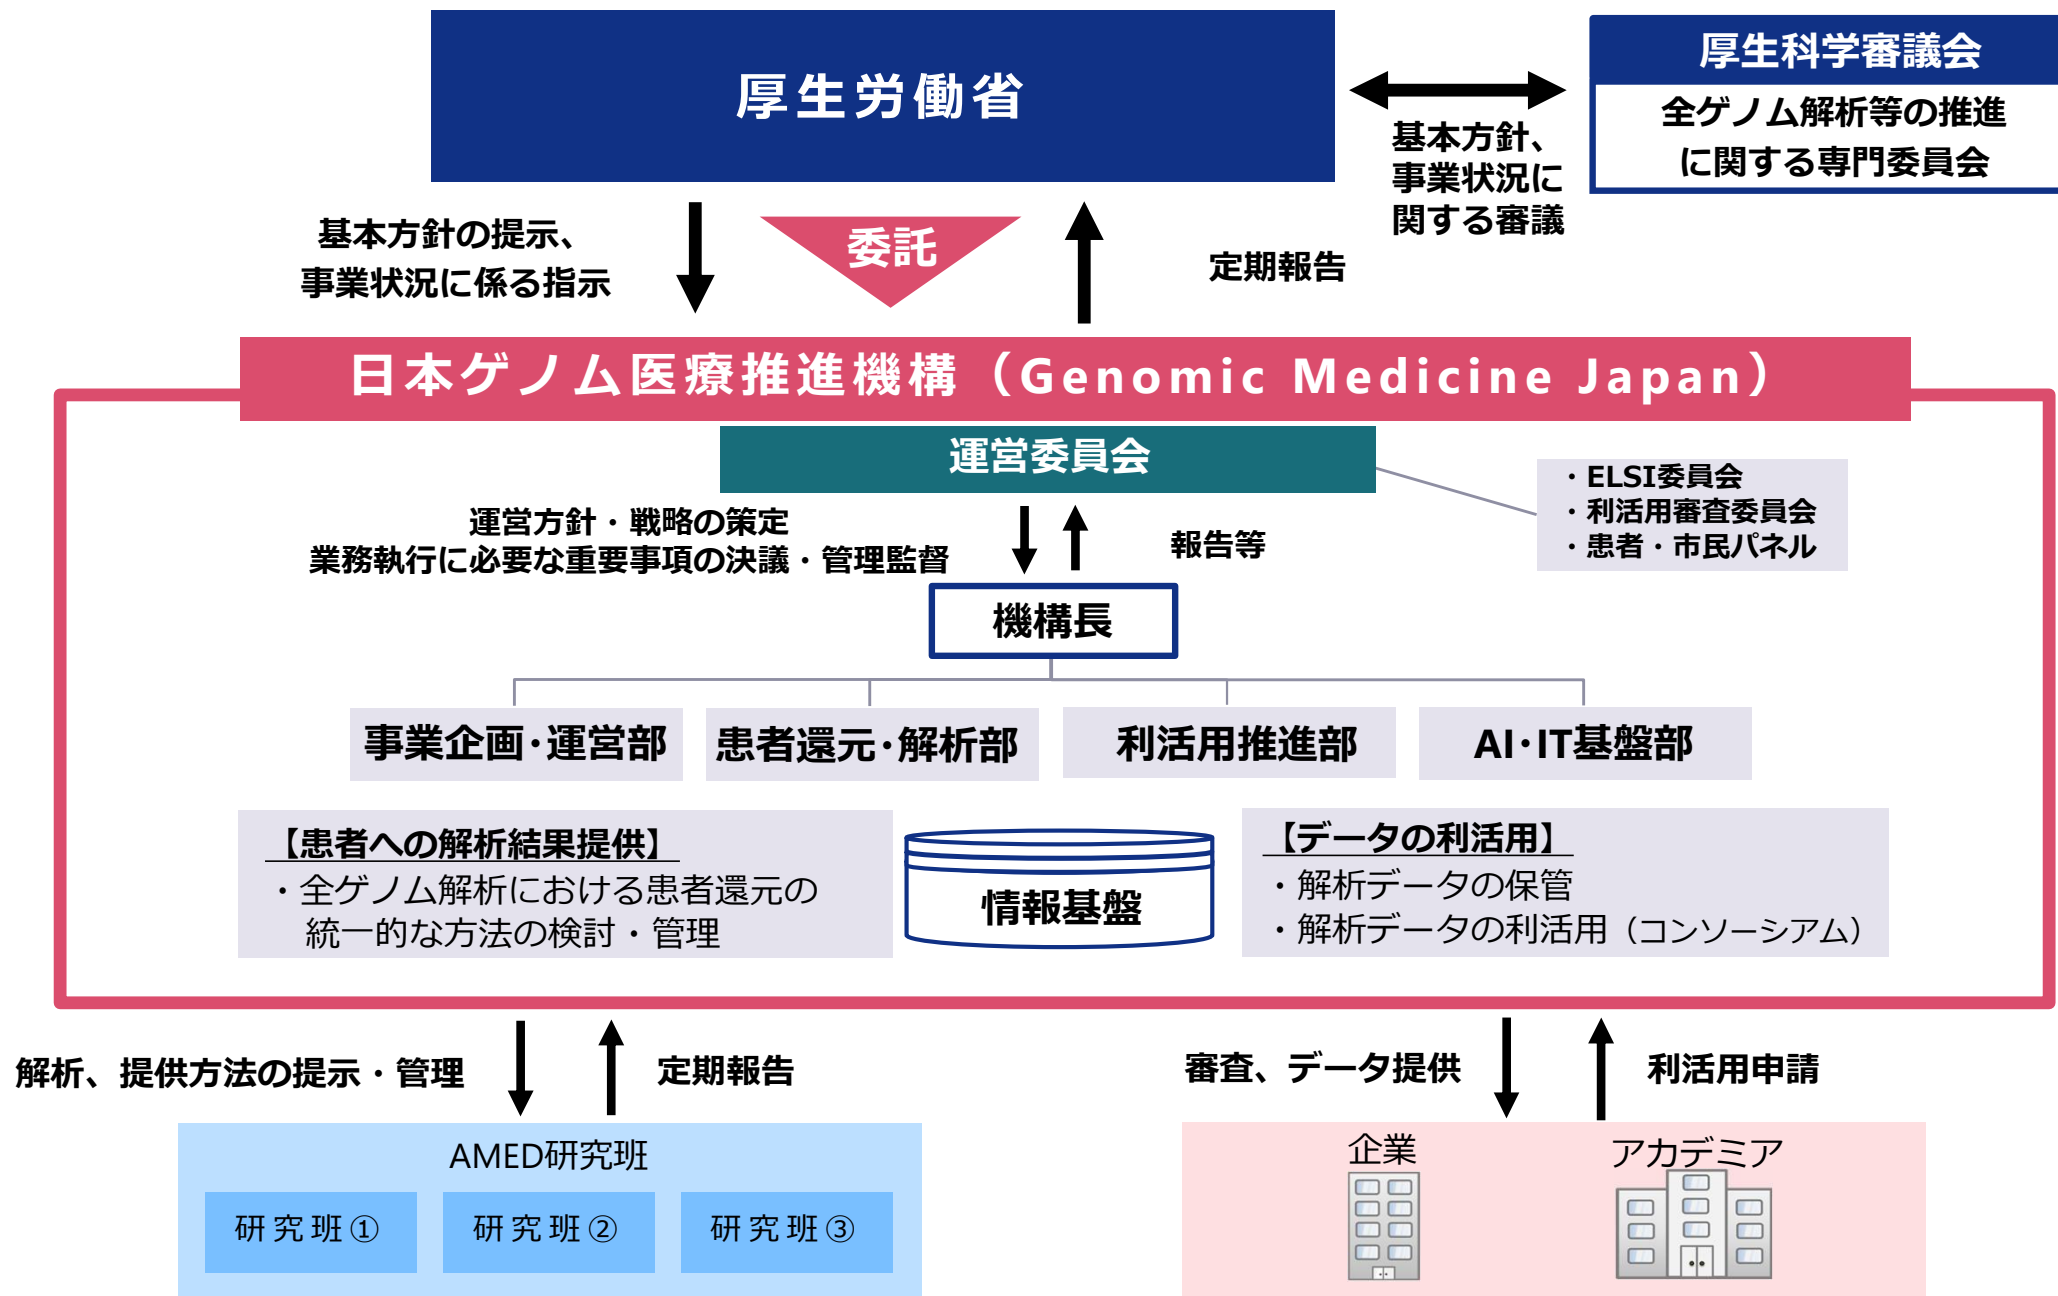 厚生労働省
厚生科学審議会
全ゲノム解析等の推進
に関する専門委員会
基本方針、
事業状況に
関する審議
基本方針の提示、
事業状況に係る指示
委託
定期報告
日本ゲノム医療推進機構（Genomic Medicine Japan）
運営委員会
・ELSI委員会
・利活用審査委員会
・患者・市民パネル
運営方針・戦略の策定
業務執行に必要な重要事項の決議・管理監督
報告等
機構長
事業企画・運営部
患者還元・解析部
利活用推進部
AI・IT基盤部
【患者への解析結果提供】
・全ゲノム解析における患者還元の
統一的な方法の検討・管理
情報基盤
【データの利活用】
・解析データの保管
・解析データの利活用（コンソーシアム）
解析、提供方法の提示・管理
定期報告
審査、データ提供
利活用申請
AMED研究班
研究班①
研究班②
研究班③
企業
アカデミア